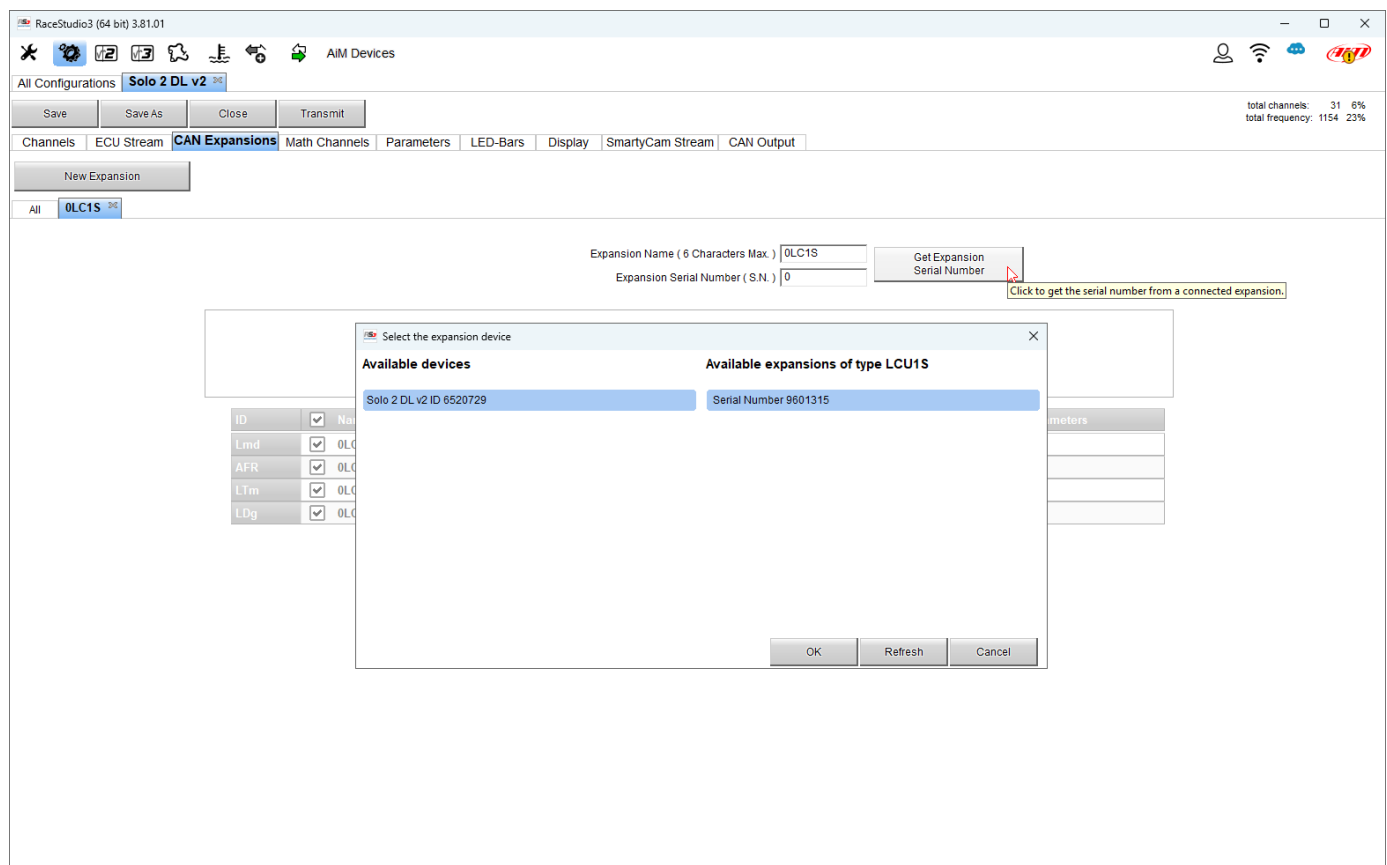 RaceStudio3 (64 bit) 3.81.01
AiM Devices
All Configurations Solo 2 DL v2
Save Save As Close Transmit
total channels: 31 6%
total frequency: 1154 23%
Channels ECU Stream CAN Expansions Math Channels Parameters LED-Bars Display SmartyCam Stream CAN Output
New Expansion
All 0LC1S
Expansion Name ( 6 Characters Max. ) 0LC1S
Expansion Serial Number ( S.N. ) 0
Get Expansion
Serial Number
Click to get the serial number from a connected expansion.
Select the expansion device
Available devices Available expansions of type LCU1S
Solo 2 DL v2 ID 6520729 Serial Number 9601315
ID
Lmd 0LC
AFR 0LC
LTm 0LC
LDg 0LC
OK Refresh Cancel